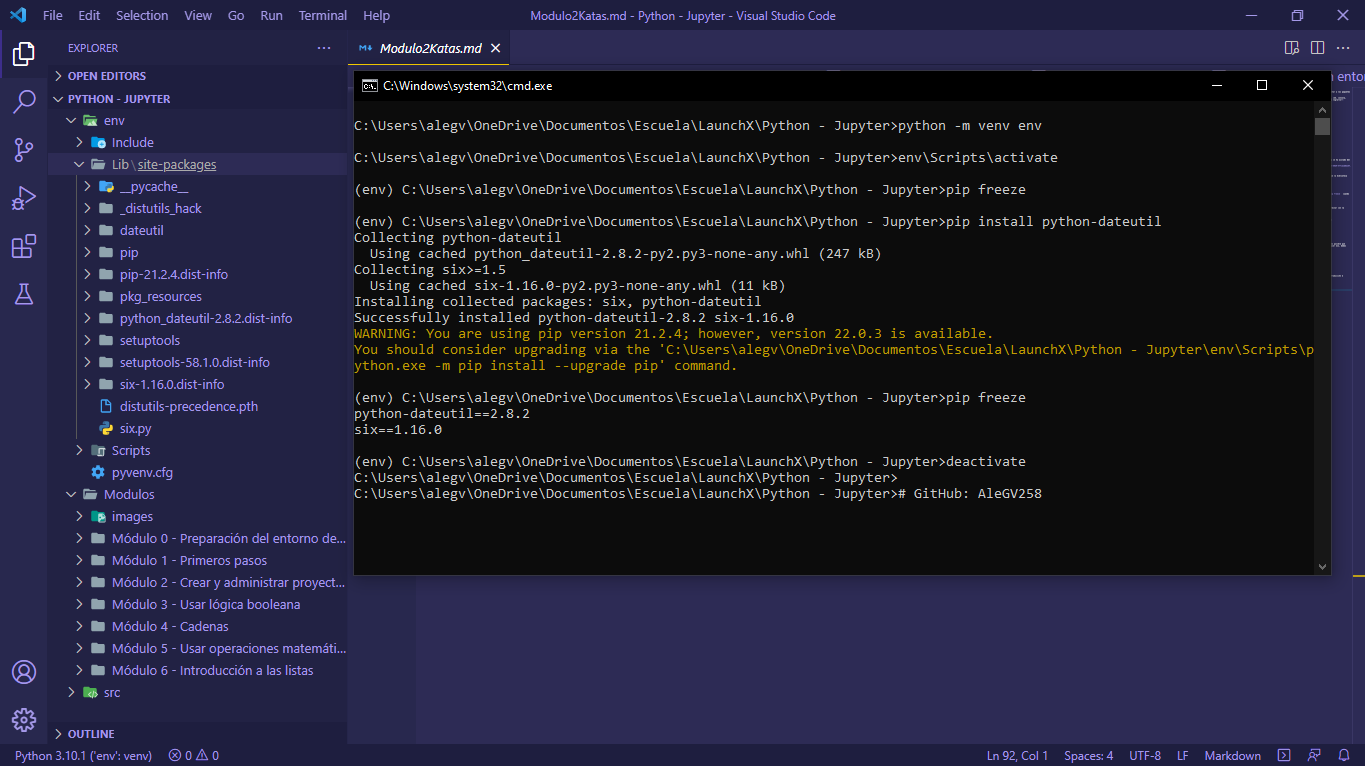 File Edit Selection View Go Run Terminal Help
Modulo2Katas.md - Python - Jupyter - Visual Studio Code
EXPLORER
Modulo2Katas.md
OPEN EDITORS
PYTHON - JUPYTER
env
Include
Lib\site-packages
__pycache__
_distutils_hack
dateutil
pip
pip-21.2.4.dist-info
pkg_resources
python_dateutil-2.8.2.dist-info
setuptools
setuptools-58.1.0.dist-info
six-1.16.0.dist-info
distutils-precedence.pth
six.py
Scripts
pyvenv.cfg
Modulos
images
Módulo 0 - Preparación del entorno de...
Módulo 1 - Primeros pasos
Módulo 2 - Crear y administrar proyect...
Módulo 3 - Usar lógica booleana
Módulo 4 - Cadenas
Módulo 5 - Usar operaciones matemáti...
Módulo 6 - Introducción a las listas
src
OUTLINE
C:\Windows\system32\cmd.exe
C:\Users\alegv\OneDrive\Documentos\Escuela\LaunchX\Python - Jupyter>python -m venv env
C:\Users\alegv\OneDrive\Documentos\Escuela\LaunchX\Python - Jupyter>env\Scripts\activate
(env) C:\Users\alegv\OneDrive\Documentos\Escuela\LaunchX\Python - Jupyter>pip freeze
(env) C:\Users\alegv\OneDrive\Documentos\Escuela\LaunchX\Python - Jupyter>pip install python-dateutil
Collecting python-dateutil
Using cached python_dateutil-2.8.2-py2.py3-none-any.whl (247 kB)
Collecting six>=1.5
Using cached six-1.16.0-py2.py3-none-any.whl (11 kB)
Installing collected packages: six, python-dateutil
Successfully installed python-dateutil-2.8.2 six-1.16.0
WARNING: You are using pip version 21.2.4; however, version 22.0.3 is available.
You should consider upgrading via the 'C:\Users\alegv\OneDrive\Documentos\Escuela\LaunchX\Python - Jupyter\env\Scripts\p
ython.exe -m pip install --upgrade pip' command.
(env) C:\Users\alegv\OneDrive\Documentos\Escuela\LaunchX\Python - Jupyter>pip freeze
python-dateutil==2.8.2
six==1.16.0
(env) C:\Users\alegv\OneDrive\Documentos\Escuela\LaunchX\Python - Jupyter>deactivate
C:\Users\alegv\OneDrive\Documentos\Escuela\LaunchX\Python - Jupyter>
C:\Users\alegv\OneDrive\Documentos\Escuela\LaunchX\Python - Jupyter># GitHub: AleGV258
Python 3.10.1 ('env': venv) 0 0
Ln 92, Col 1 Spaces: 4 UTF-8 LF Markdown